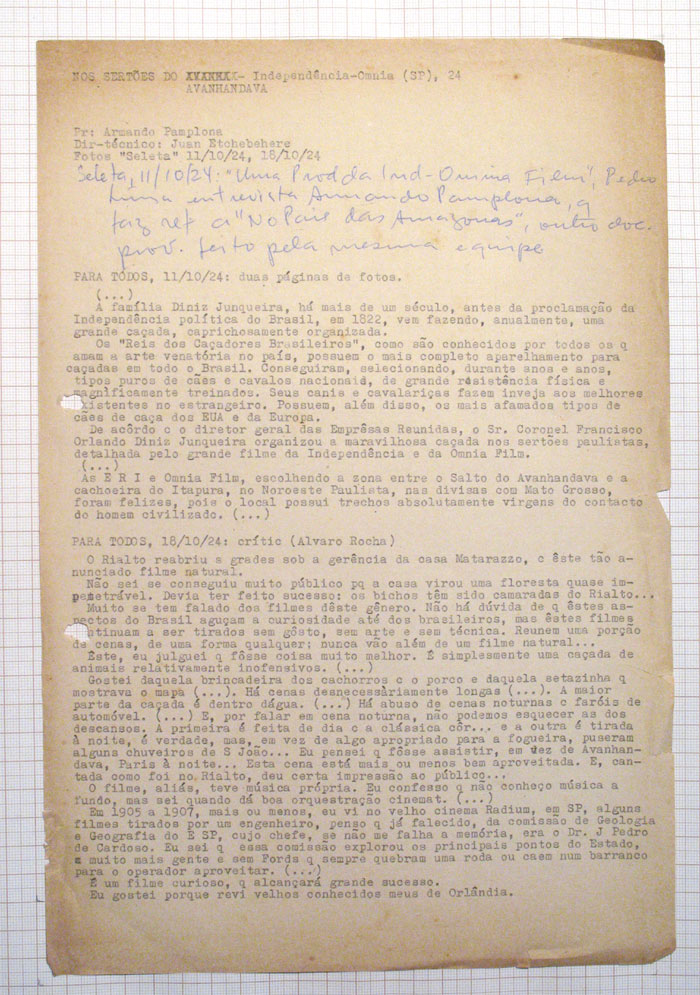 NOS SERTÕES DO XVXNHXX- Independência-Omnia (SP), 24
AVANHANDAVA
Pr: Armando Pamplona
Dir-técnico: Juan Etchebehere
Fotos "Seleta" 11/10/24, 18/10/24
Seleta, 11/10/24: "Uma Prod da Ind-Omnia Film", Pedro
Lima entrevista Armando Pamplona, q
faz ref a "No País das Amazonas", outro doc.
prov. feito pela mesma equipe
PARA TODOS, 11/10/24: duas páginas de fotos.
(...)
A família Diniz Junqueira, há mais de um século, antes da proclamação da
Independência política do Brasil, em 1822, vem fazendo, anualmente, uma
grande caçada, caprichosamente organizada.
Os "Reis dos Caçadores Brasileiros", como são conhecidos por todos os q
amam a arte venatória no país, possuem o mais completo aparelhamento para
caçadas em todo o Brasil. Conseguiram, selecionando, durante anos e anos,
tipos puros de cães e cavalos nacionais, de grande resistência física e
magnificamente treinados. Seus canis e cavalariças fazem inveja aos melhores
existentes no estrangeiro. Possuem, além disso, os mais afamados tipos de
cães de caça dos EUA e da Europa.
De acêrdo c o diretor geral das Emprêsas Reunidas, o Sr. Coronel Francisco
Orlando Diniz Junqueira organizou a maravilhosa caçada nos sertões paulistas,
detalhada pelo grande filme da Independência e da Omnia Film.
(...)
As E R I e Omnia Film, escolhendo a zona entre o Salto do Avanhandava e a
cachoeira do Itapura, no Noroeste Paulista, nas divisas com Mato Grosso,
foram felizes, pois o local possui trechos absolutamente virgens do contacto
do homem civilizado. (...)
PARA TODOS, 18/10/24: crític (Alvaro Rocha)
O Rialto reabriu s grades sob a gerência da casa Matarazzo, c êste tão a-
nunciado filme natural.
Não sei se conseguiu muito público pq a casa virou uma floresta quase im-
penetrável. Devia ter feito sucesso: os bichos têm sido camaradas do Rialto...
Muito se tem falado dos filmes dêste gênero. Não há dúvida de q êstes as-
pectos do Brasil aguçam a curiosidade até dos brasileiros, mas êstes filmes
continuam a ser tirados sem gôsto, sem arte e sem técnica. Reunem uma porção
de cenas, de uma forma qualquer; nunca vão além de um filme natural...
Este, eu julguei q fôsse coisa muito melhor. É simplesmente uma caçada de
animais relativamente inofensivos. (...)
Gostei daquela brincadeira dos cachorros c o porco e daquela setazinha q
mostrava o mapa (...). Há cenas desnecessàriamente longas (...). A maior
parte da caçada é dentro dágua. (...) Há abuso de cenas noturnas c faróis de
automóvel. (...) E, por falar em cena noturna, não podemos esquecer as dos
descansos. A primeira é feita de dia c a clássica côr... e a outra é tirada
à noite, é verdade, mas, em vez de algo apropriado para a fogueira, puseram
alguns chuveiros de S João... Eu pensei q fôsse assistir, em vez de Avanhan-
dava, Paris à noite... Esta cena está mais ou menos bem aproveitada. E, can-
tada como foi no Rialto, deu certa impressão ao público...
O filme, aliás, teve música própria. Eu confesso q não conheço música a
fundo, mas sei quando dá boa orquestração cinemat. (...)
Em 1905 a 1907, mais ou menos, eu vi no velho cinema Radium, em SP, alguns
filmes tirados por um engenheiro, penso q já falecido, da comissão de Geologia
e Geografia do E SP, cujo chefe, se não me falha a memória, era o Dr. J Pedro
de Cardoso. Eu sei q essa comissão explorou os principais pontos do Estado,
c muito mais gente e sem Fords q sempre quebram uma roda ou caem num barranco
para o operador aproveitar. (...)
É um filme curioso, q alcançará grande sucesso.
Eu gostei porque revi velhos conhecidos meus de Orlândia.